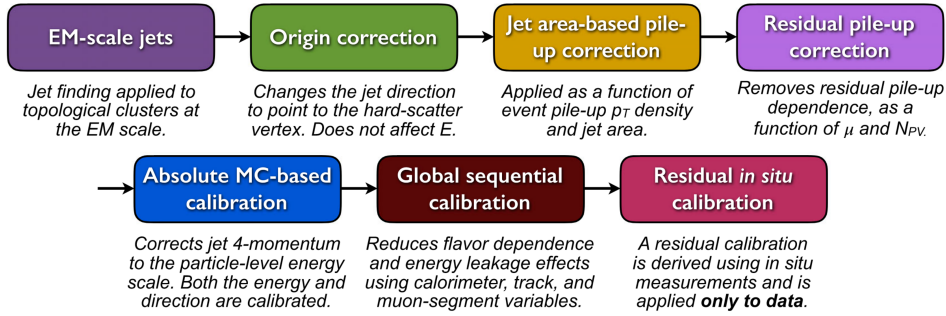 EM-scale jets
Jet finding applied to
topological clusters at
the EM scale.
Origin correction
Changes the jet direction
to point to the hard-scatter
vertex. Does not affect E.
Jet area-based pile-
up correction
Applied as a function of
event pile-up pT density
and jet area.
Residual pile-up
correction
Removes residual pile-up
dependence, as a
function of μ and NPV.
Absolute MC-based
calibration
Corrects jet 4-momentum
to the particle-level energy
scale. Both the energy and
direction are calibrated.
Global sequential
calibration
Reduces flavor dependence
and energy leakage effects
using calorimeter, track, and
muon-segment variables.
Residual in situ
calibration
A residual calibration
is derived using in situ
measurements and is
applied only to data.